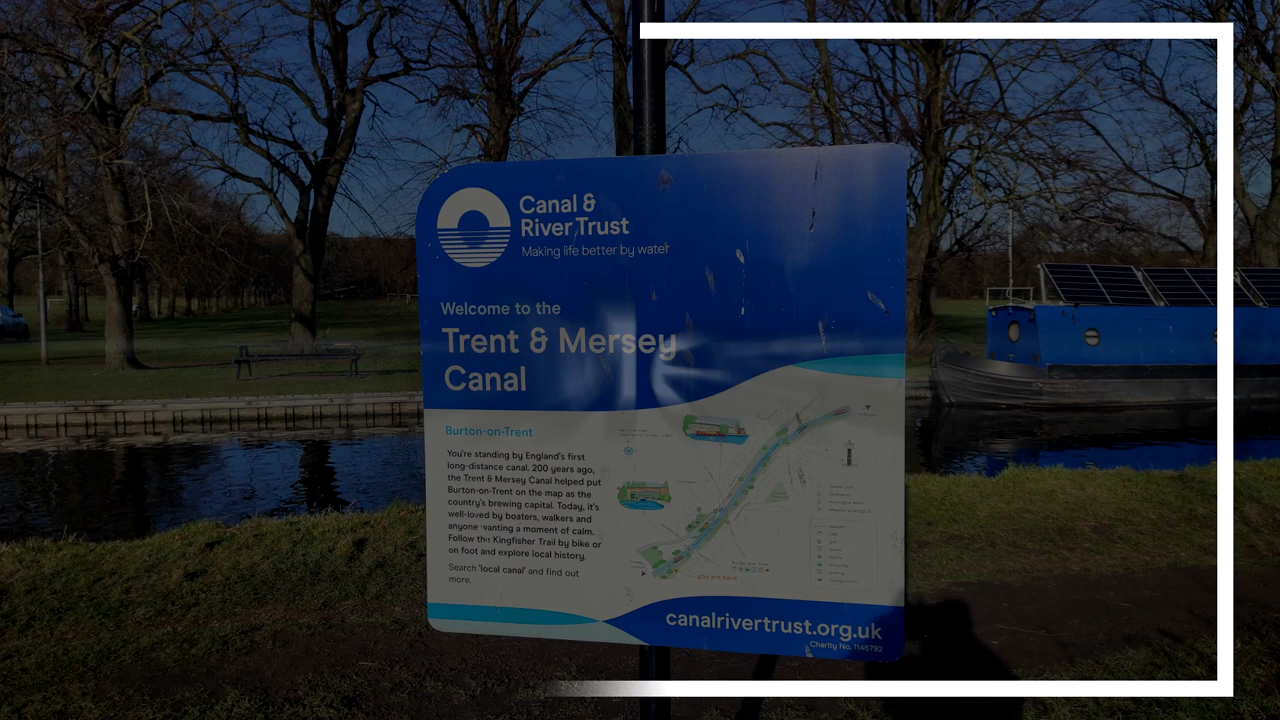 Canal &
River Trust
Making life better by water
Welcome to the
Trent & Mersey
Canal
Burton-on-Trent
You're standing by England's first
long-distance canal. 200 years ago,
the Trent & Mersey Canal helped put
Burton-on-Trent on the map as the
country's brewing capital. Today, it's
well-loved by boaters, walkers and
anyone wanting a moment of calm.
Follow the Kingfisher Trail by bike or
on foot and explore local history.
Search 'local canal' and find out
more.
you are here
canalrivertrust.org.uk
Charity No. 1146792